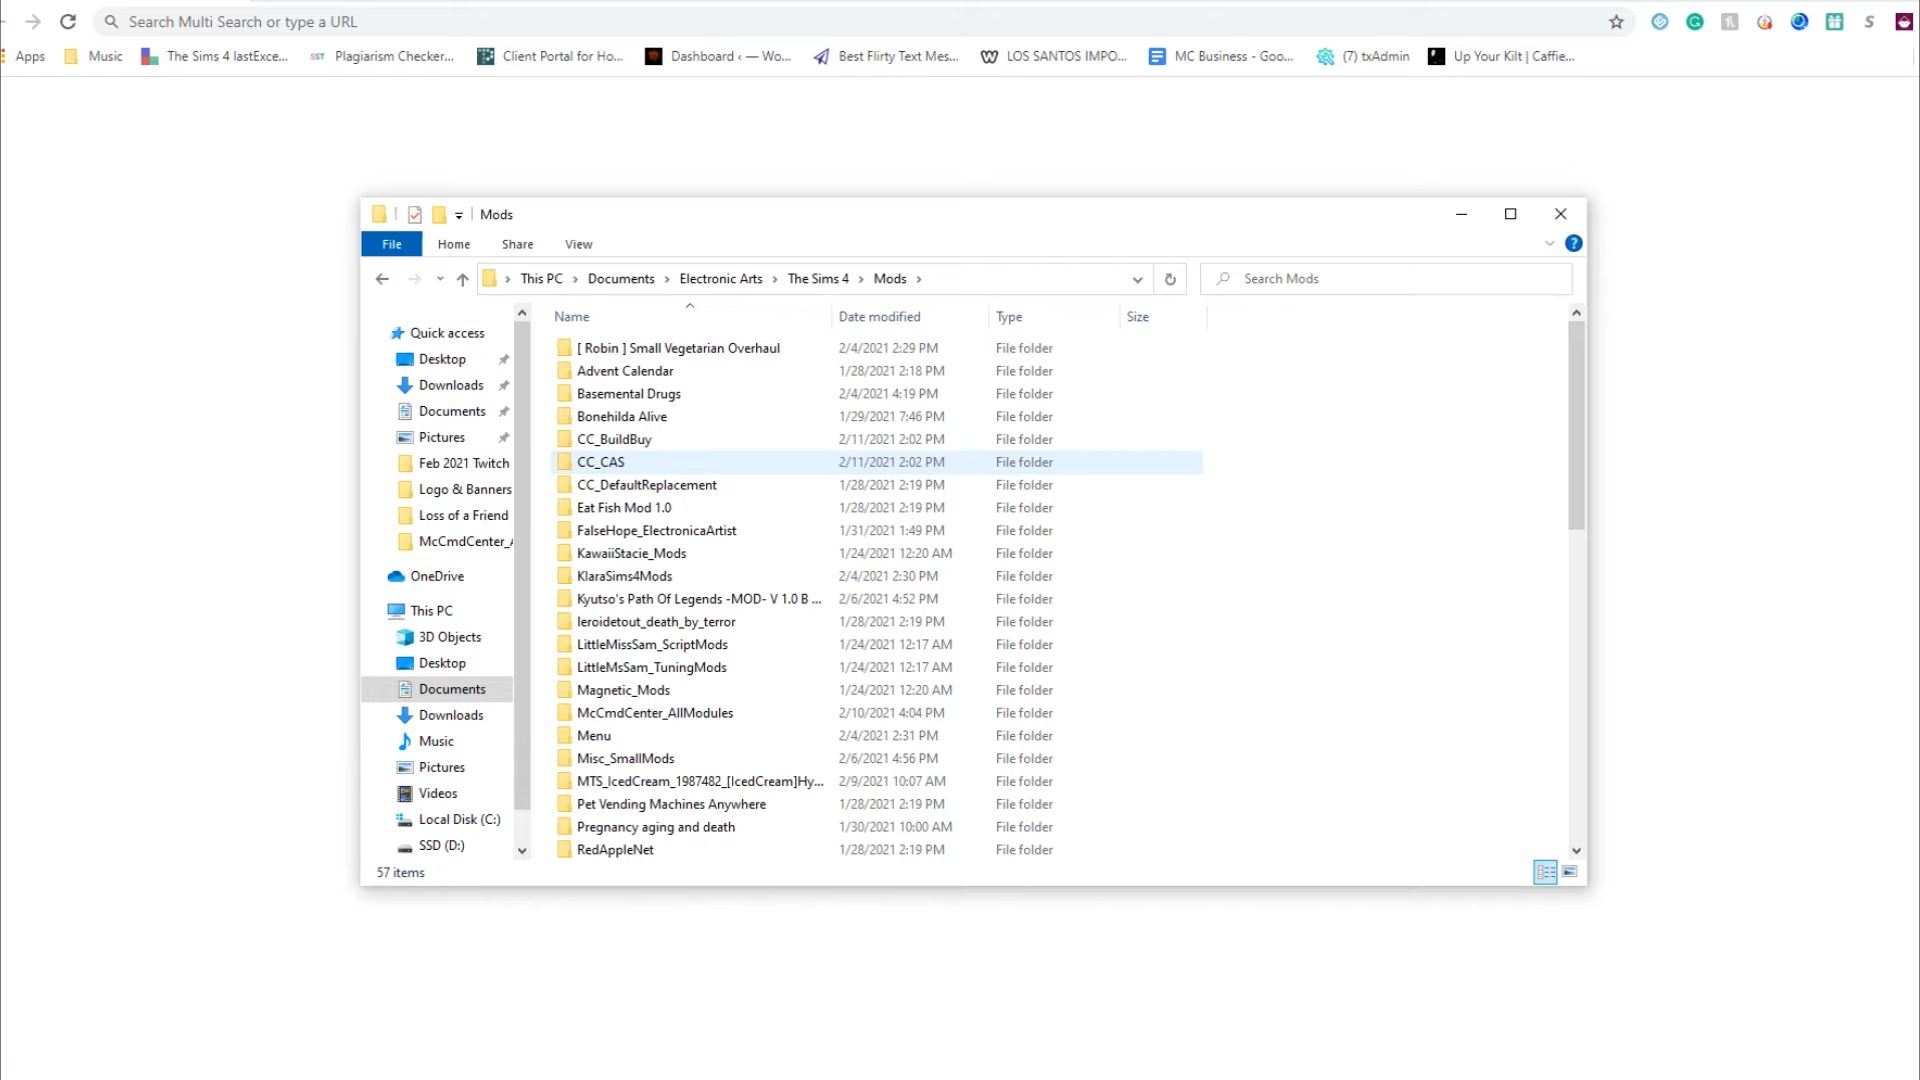 Search Multi Search or type a URL
Apps Music The Sims 4 lastExce... SST Plagiarism Checker... Client Portal for Ho... Dashboard ‹ — Wo... Best Flirty Text Mes... LOS SANTOS IMPO... MC Business - Goo... (7) txAdmin Up Your Kilt | Caffie...
Mods
File Home Share View
This PC › Documents › Electronic Arts › The Sims 4 › Mods ›
Search Mods
Name Date modified Type Size
Quick access
Desktop
Downloads
Documents
Pictures
Feb 2021 Twitch
Logo & Banners
Loss of a Friend
McCmdCenter_A
OneDrive
This PC
3D Objects
Desktop
Documents
Downloads
Music
Pictures
Videos
Local Disk (C:)
SSD (D:)
[ Robin ] Small Vegetarian Overhaul 2/4/2021 2:29 PM File folder
Advent Calendar 1/28/2021 2:18 PM File folder
Basemental Drugs 2/4/2021 4:19 PM File folder
Bonehilda Alive 1/29/2021 7:46 PM File folder
CC_BuildBuy 2/11/2021 2:02 PM File folder
CC_CAS 2/11/2021 2:02 PM File folder
CC_DefaultReplacement 1/28/2021 2:19 PM File folder
Eat Fish Mod 1.0 1/28/2021 2:19 PM File folder
FalseHope_ElectronicaArtist 1/31/2021 1:49 PM File folder
KawaiiStacie_Mods 1/24/2021 12:20 AM File folder
KlaraSims4Mods 2/4/2021 2:30 PM File folder
Kyutso's Path Of Legends -MOD- V 1.0 B ... 2/6/2021 4:52 PM File folder
leroidetout_death_by_terror 1/28/2021 2:19 PM File folder
LittleMissSam_ScriptMods 1/24/2021 12:17 AM File folder
LittleMsSam_TuningMods 1/24/2021 12:17 AM File folder
Magnetic_Mods 1/24/2021 12:20 AM File folder
McCmdCenter_AllModules 2/10/2021 4:04 PM File folder
Menu 2/4/2021 2:31 PM File folder
Misc_SmallMods 2/6/2021 4:56 PM File folder
MTS_IcedCream_1987482_[IcedCream]Hy... 2/9/2021 10:07 AM File folder
Pet Vending Machines Anywhere 1/28/2021 2:19 PM File folder
Pregnancy aging and death 1/30/2021 10:00 AM File folder
RedAppleNet 1/28/2021 2:19 PM File folder
57 items